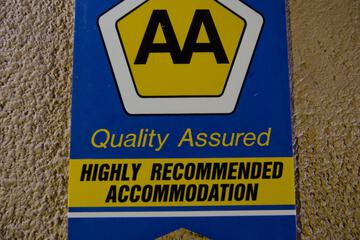 AA
Quality Assured
HIGHLY RECOMMENDED
ACCOMMODATION